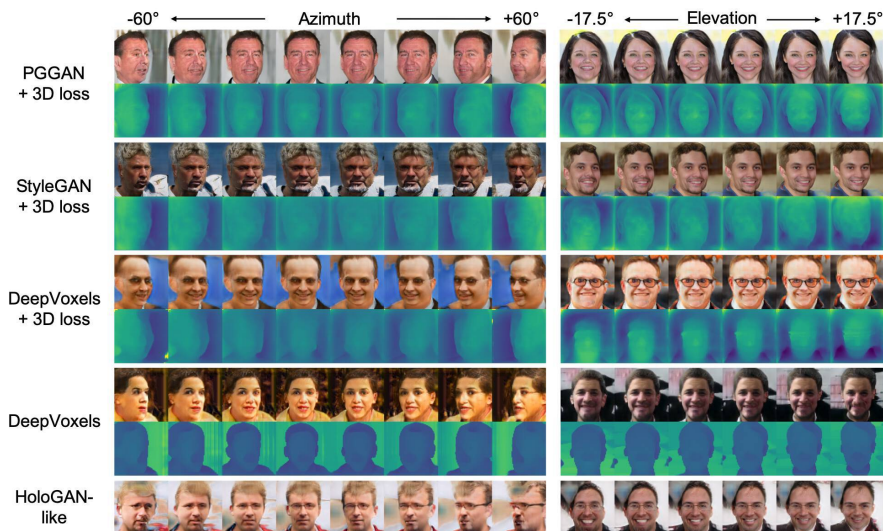 -60° Azimuth +60°
-17.5° Elevation +17.5°
PGGAN
+ 3D loss
StyleGAN
+ 3D loss
DeepVoxels
+ 3D loss
DeepVoxels
HoloGAN-
like